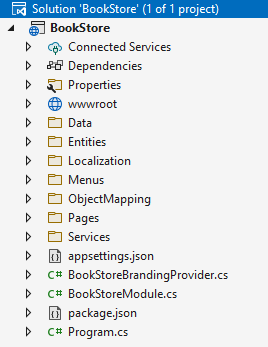 Solution 'BookStore' (1 of 1 project)
BookStore
Connected Services
Dependencies
Properties
wwwroot
Data
Entities
Localization
Menus
ObjectMapping
Pages
Services
appsettings.json
C# BookStoreBrandingProvider.cs
C# BookStoreModule.cs
package.json
C# Program.cs